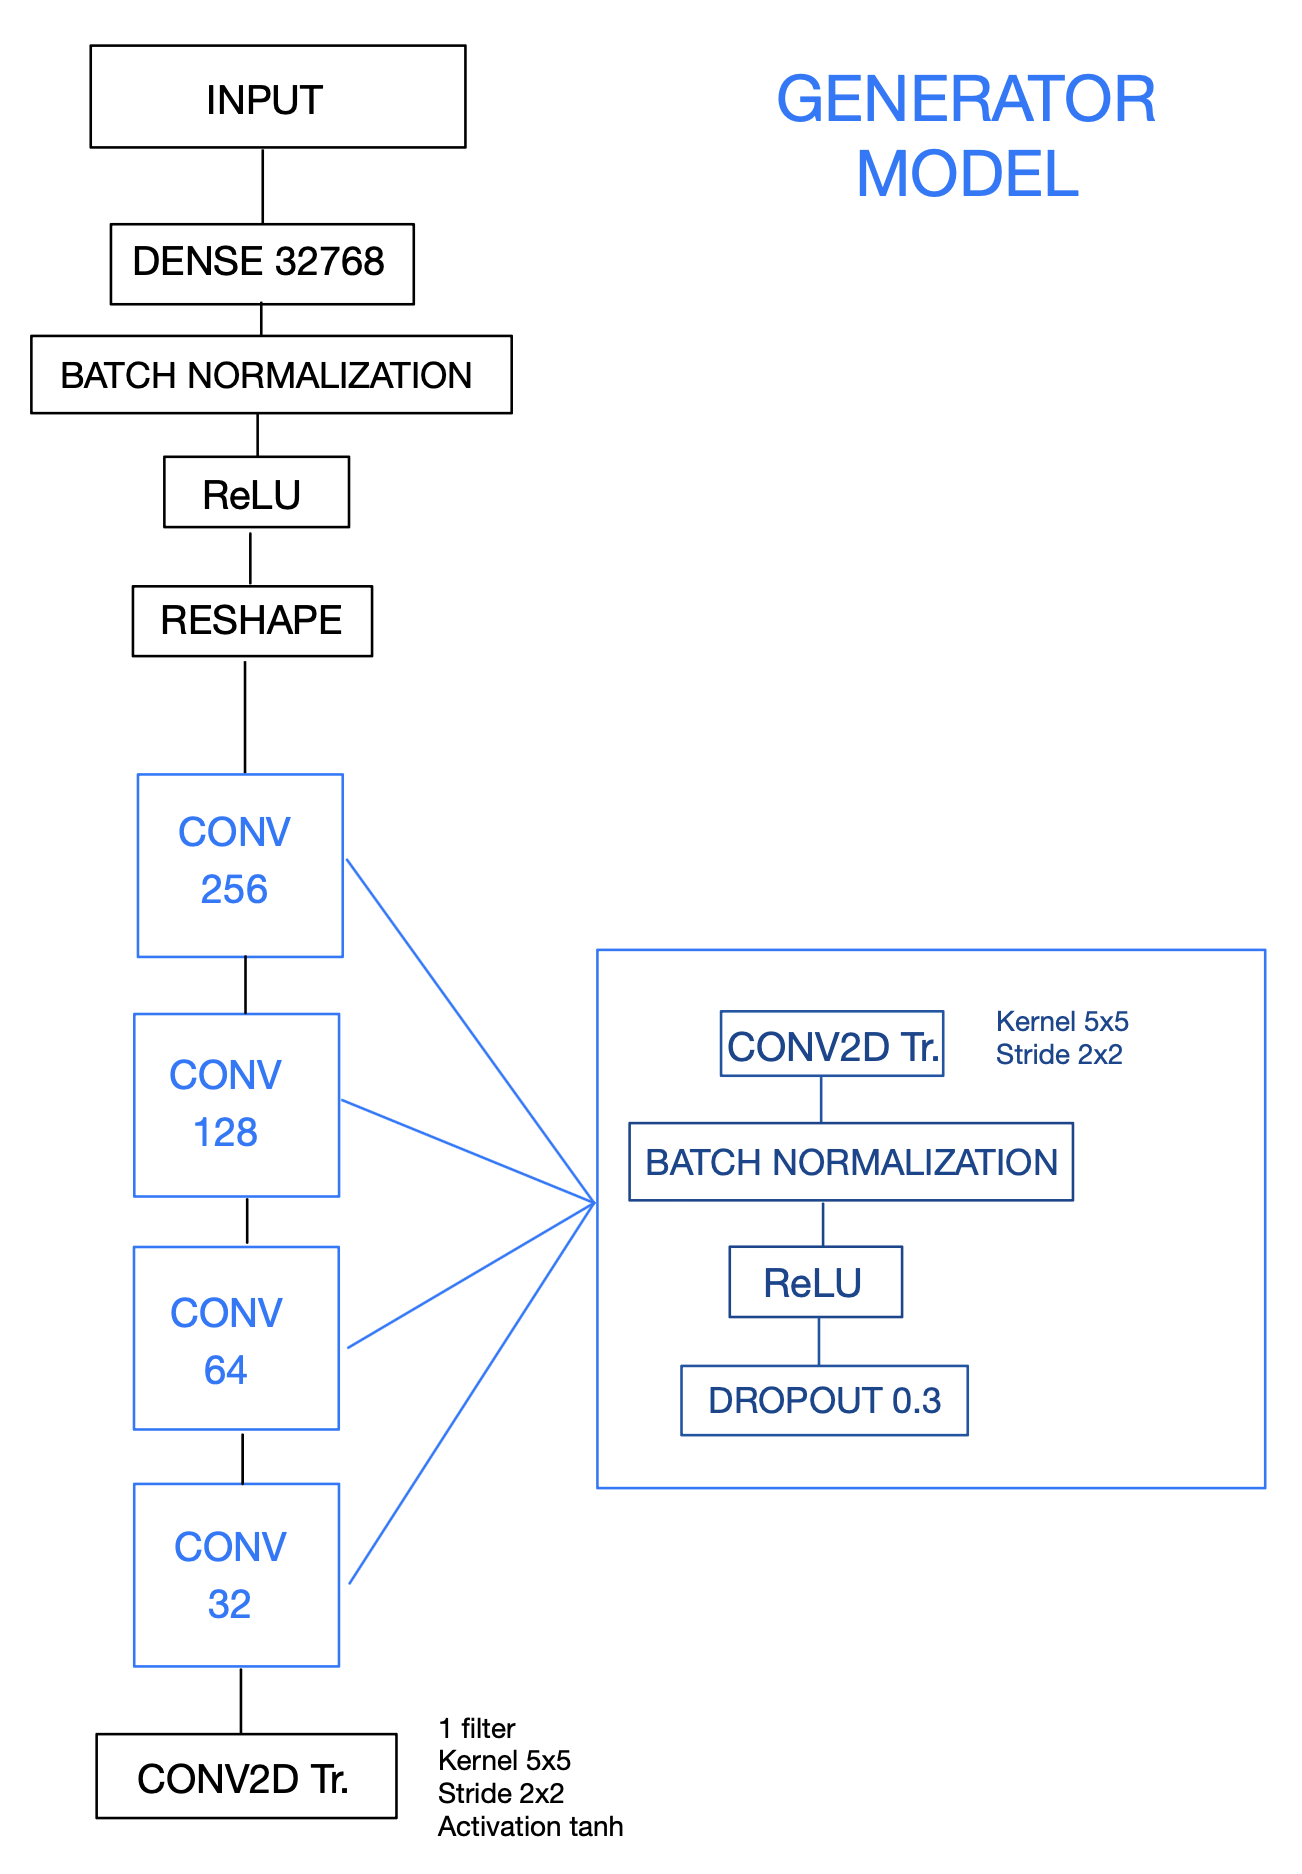 GENERATOR
MODEL
INPUT
DENSE 32768
BATCH NORMALIZATION
ReLU
RESHAPE
CONV
256
CONV
128
CONV
64
CONV
32
CONV2D Tr.
1 filter
Kernel 5x5
Stride 2x2
Activation tanh
CONV2D Tr.
Kernel 5x5
Stride 2x2
BATCH NORMALIZATION
ReLU
DROPOUT 0.3